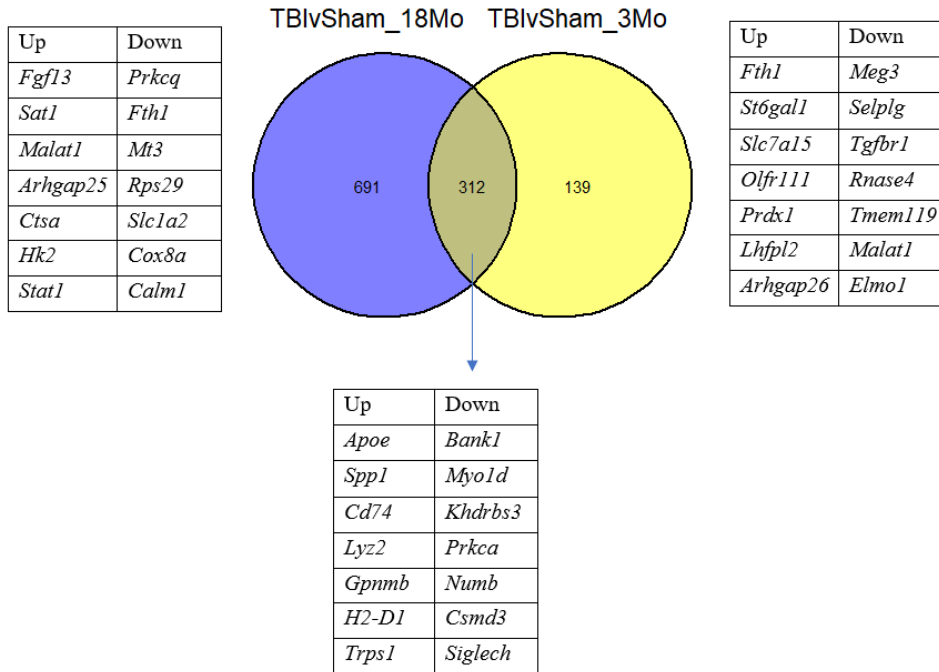 TBIvSham_18Mo TBIvSham_3Mo
Up Down
Fgf13 Prkcq
Sat1 Fth1
Malat1 Mt3
Arhgap25 Rps29
Ctsa Slc1a2
Hk2 Cox8a
Stat1 Calm1
691 312 139
Up Down
Fth1 Meg3
St6gal1 Selplg
Slc7a15 Tgfbr1
Olfr111 Rnase4
Prdx1 Tmem119
Lhfpl2 Malat1
Arhgap26 Elmo1
Up Down
Apoe Bank1
Spp1 Myo1d
Cd74 Khdrbs3
Lyz2 Prkca
Gpnmb Numb
H2-D1 Csmd3
Trps1 Siglech